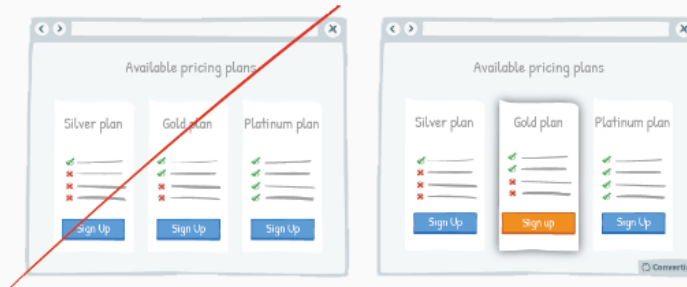 Available pricing plans
Silver plan
Gold plan
Platinum plan
Sign Up
Sign Up
Sign Up
Available pricing plans
Silver plan
Gold plan
Platinum plan
Sign Up
Sign up
Sign Up